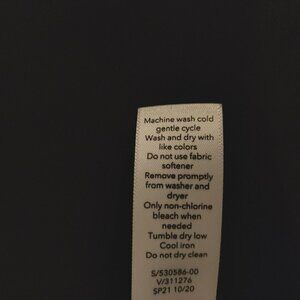 Machine wash cold
gentle cycle
Wash and dry with
like colors
Do not use fabric
softener
Remove promptly
from washer and
dryer
Only non-chlorine
bleach when
needed
Tumble dry low
Cool iron
Do not dry clean
S/530586-00
V/311276
SP21 10/20